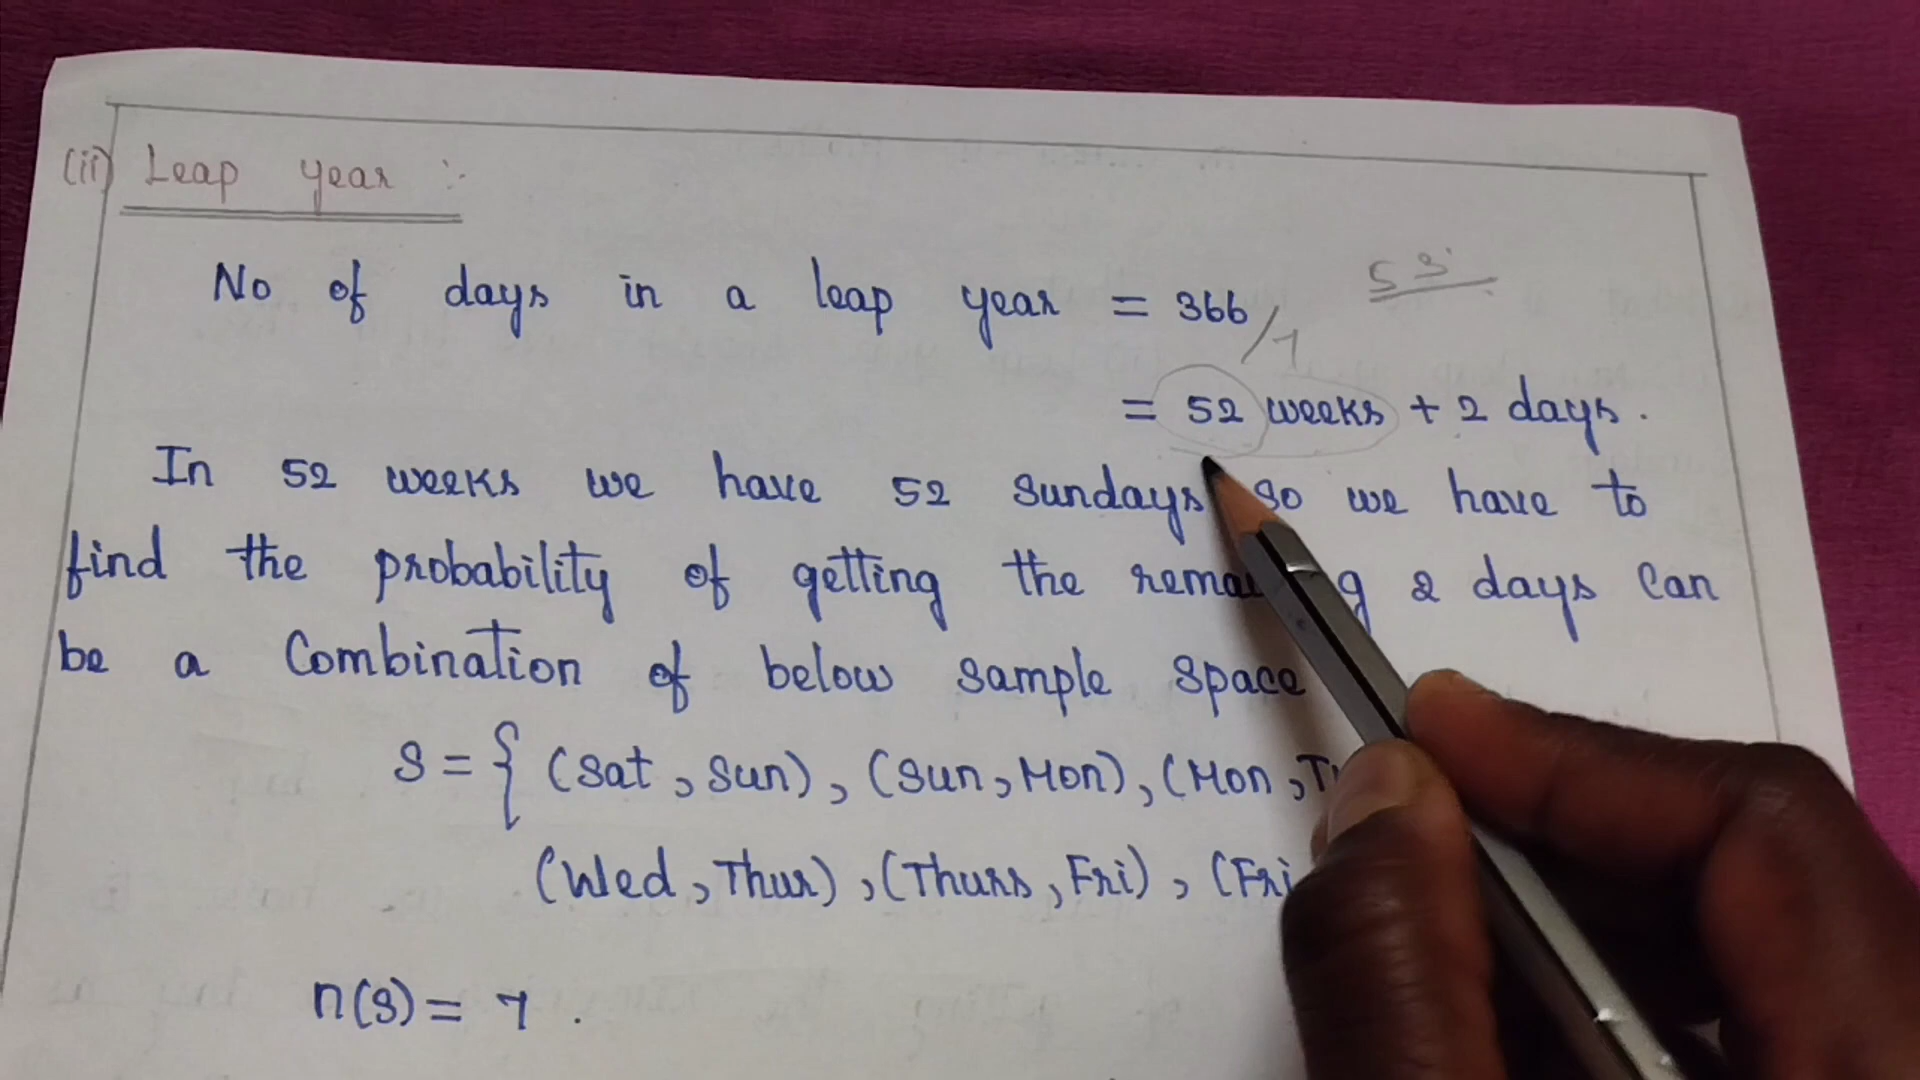 (ii) Leap year :-
53
No of days in a leap year = 366/7
= 52 weeks + 2 days.
In 52 weeks we have 52 Sundays so we have to
find the probability of getting the 2 days can
be a Combination of below sample space
S = { (Sat, Sun), (Sun, Mon), (Mon,
(Wed, Thur), (Thurs, Fri), (Fri
n(S) = 7.